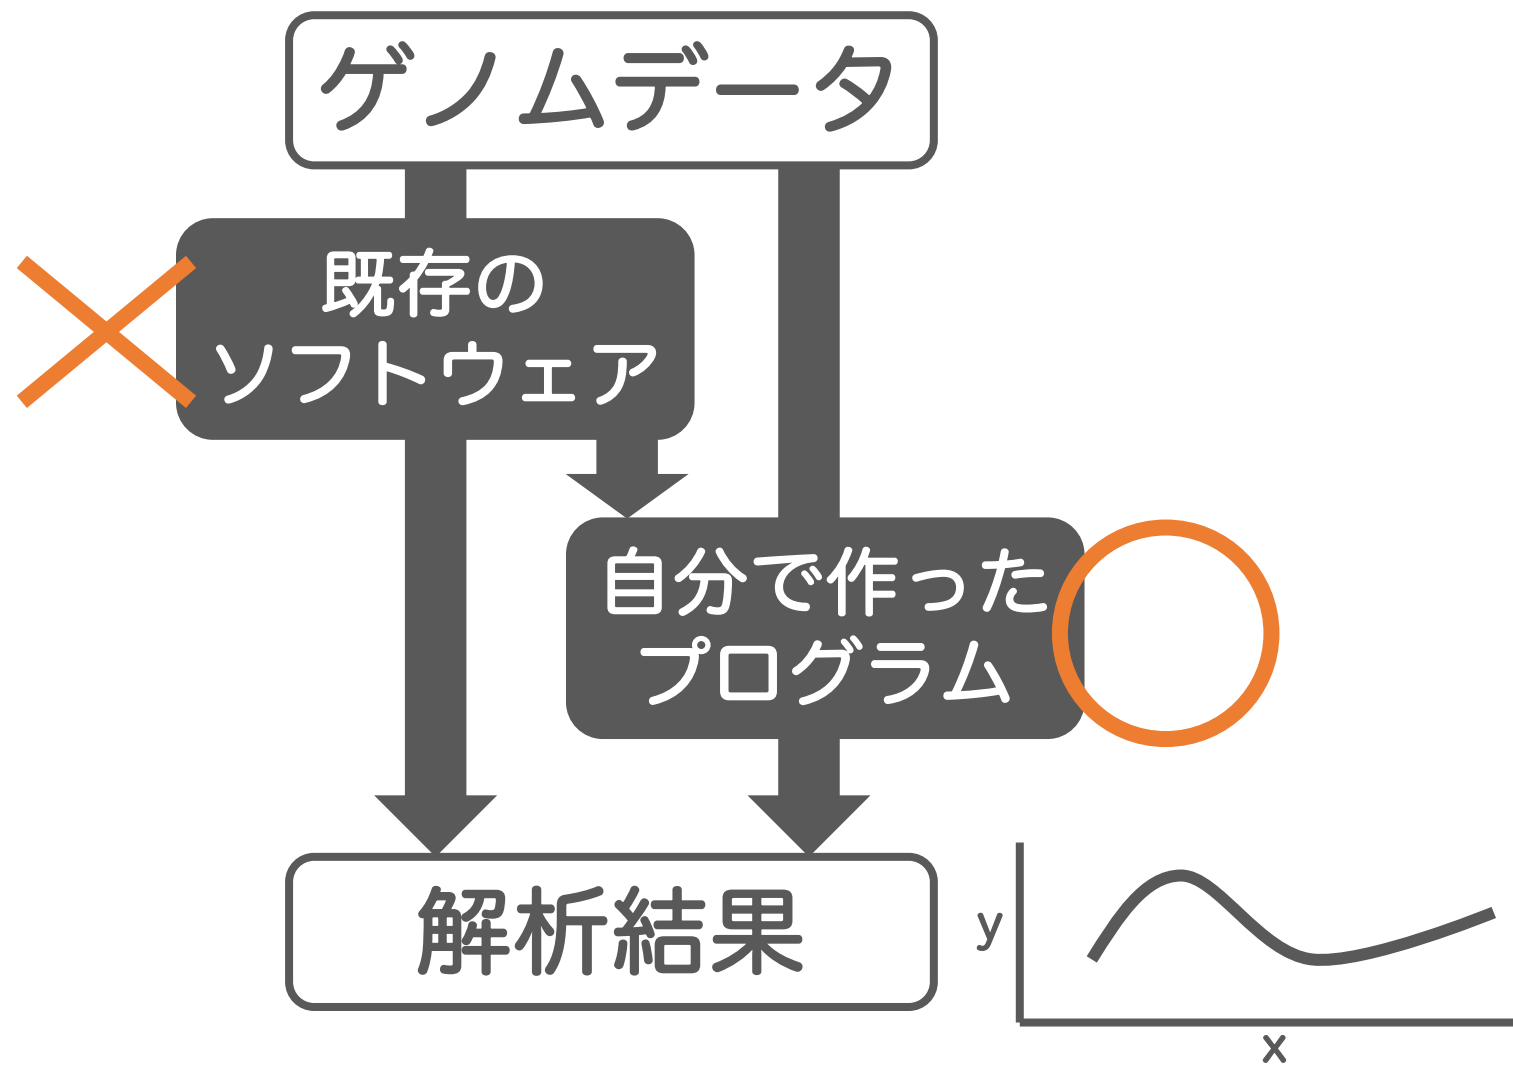 ゲノムデータ
既存の
ソフトウェア
自分で作った
プログラム
解析結果
y
x